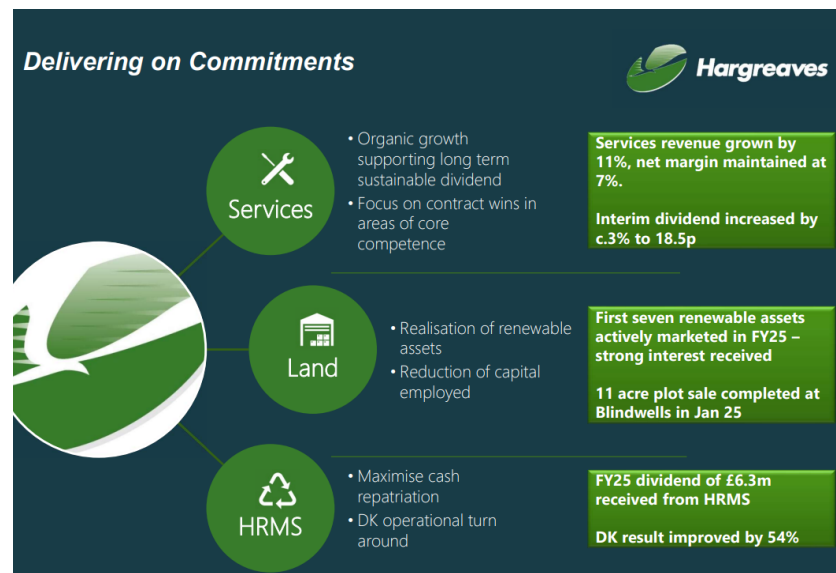 Delivering on Commitments
Hargreaves
Services
• Organic growth
supporting long term
sustainable dividend
• Focus on contract wins in
areas of core
competence
Services revenue grown by
11%, net margin maintained at
7%.
Interim dividend increased by
c.3% to 18.5p
Land
• Realisation of renewable
assets
• Reduction of capital
employed
First seven renewable assets
actively marketed in FY25 –
strong interest received
11 acre plot sale completed at
Blindwells in Jan 25
HRMS
• Maximise cash
repatriation
• DK operational turn
around
FY25 dividend of £6.3m
received from HRMS
DK result improved by 54%